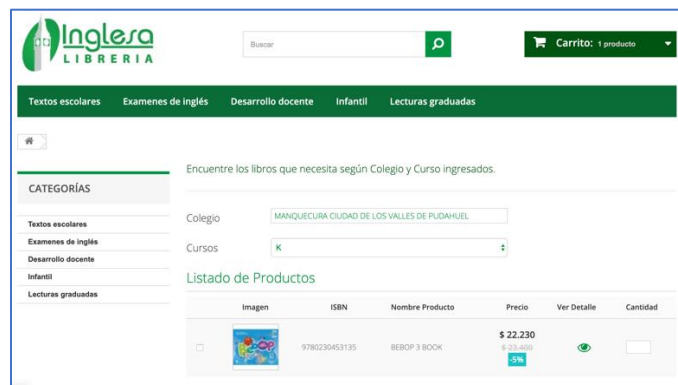 Inglesa
LIBRERIA
Buscar
Carrito: 1 producto
Textos escolares Examenes de inglés Desarrollo docente Infantil Lecturas graduadas
Encuentre los libros que necesita según Colegio y Curso ingresados.
CATEGORÍAS
Textos escolares
Examenes de inglés
Desarrollo docente
Infantil
Lecturas graduadas
Colegio MANQUECURA CIUDAD DE LOS VALLES DE PUDAHUEL
Cursos K
Listado de Productos
Imagen ISBN Nombre Producto Precio Ver Detalle Cantidad
9780230453135 BEBOP 3 BOOK $ 22.230
$ 23.400
-5%